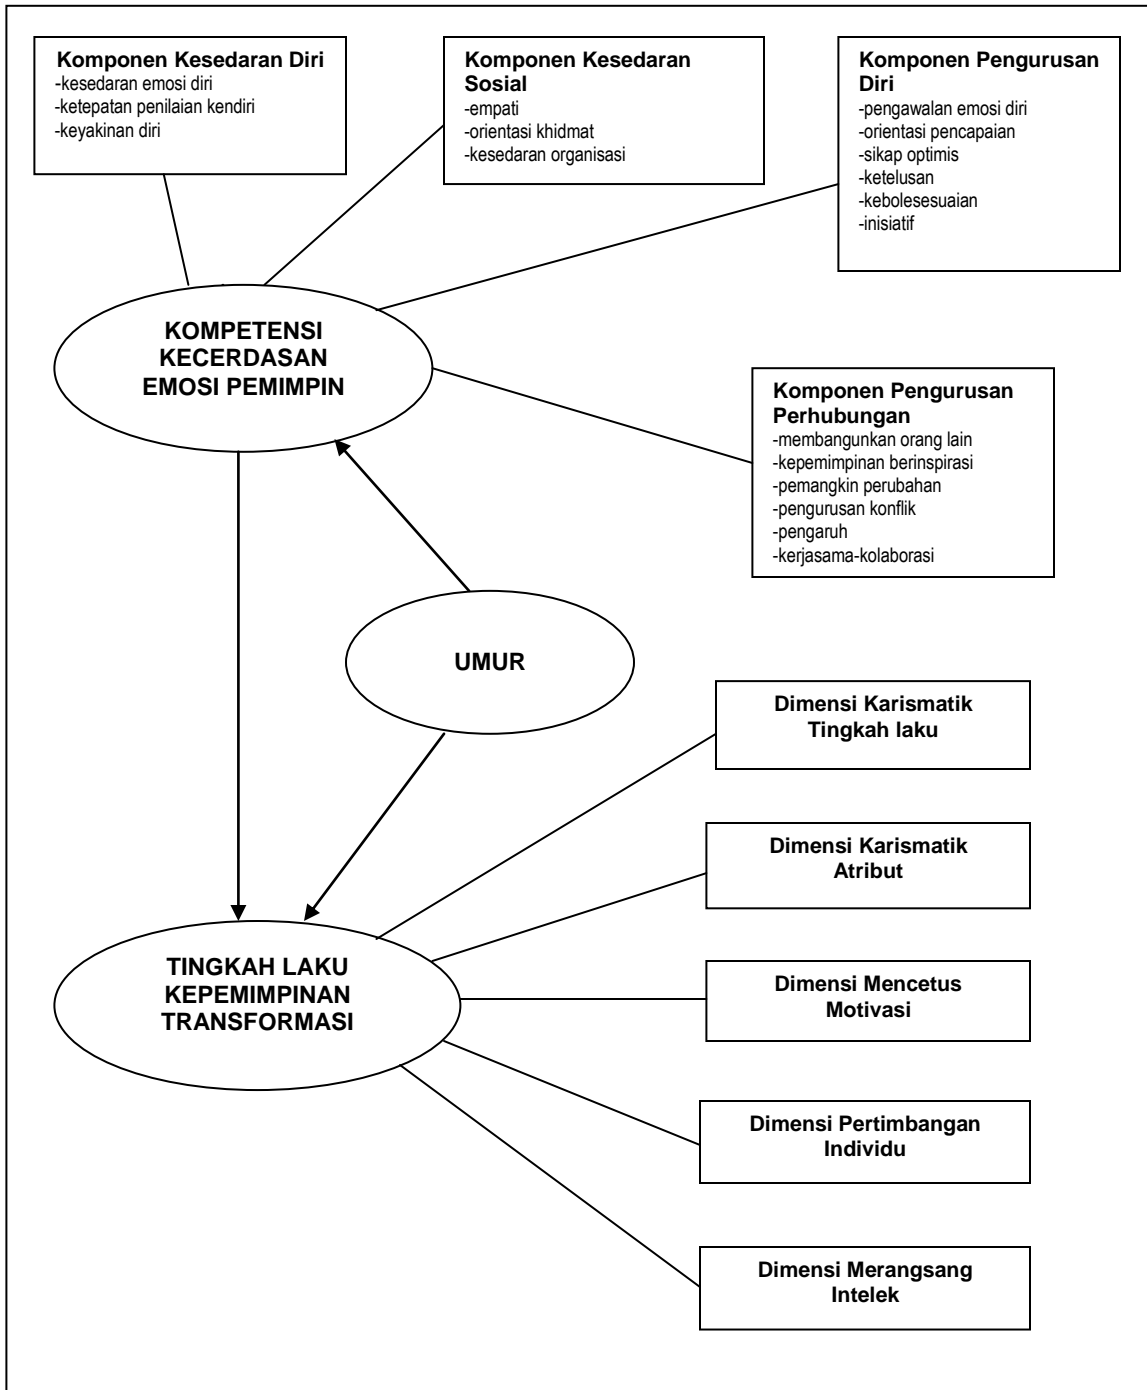 Komponen Kesedaran Diri
-kesedaran emosi diri
-ketepatan penilaian kendiri
-keyakinan diri
Komponen Kesedaran
Sosial
-empati
-orientasi khidmat
-kesedaran organisasi
Komponen Pengurusan
Diri
-pengawalan emosi diri
-orientasi pencapaian
-sikap optimis
-ketelusan
-kebolesesuaian
-inisiatif
KOMPETENSI
KECERDASAN
EMOSI PEMIMPIN
Komponen Pengurusan
Perhubungan
-membangunkan orang lain
-kepemimpinan berinspirasi
-pemangkin perubahan
-pengurusan konflik
-pengaruh
-kerjasama-kolaborasi
UMUR
Dimensi Karismatik
Tingkah laku
Dimensi Karismatik
Atribut
TINGKAH LAKU
KEPEMIMPINAN
TRANSFORMASI
Dimensi Mencetus
Motivasi
Dimensi Pertimbangan
Individu
Dimensi Merangsang
Intelek